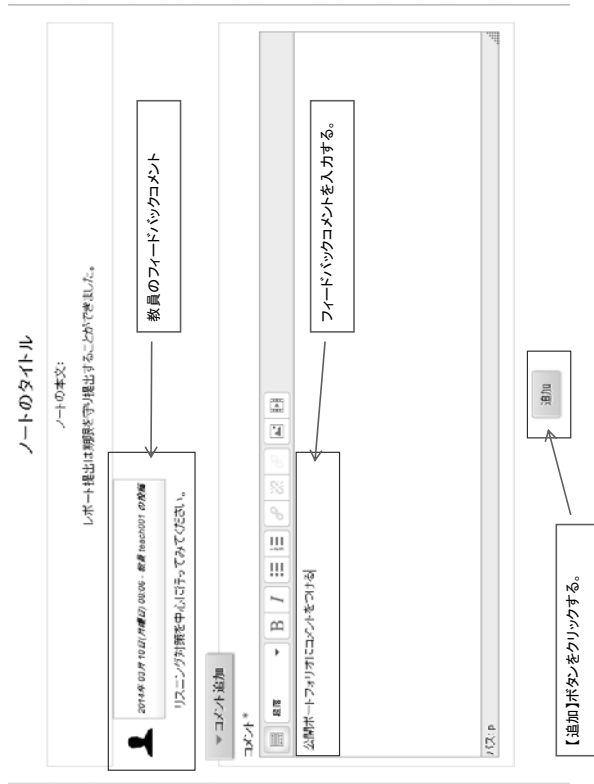 ノートのタイトル
ノートの本文:
レポート提出は期限を守り提出することができました。
2014年 03月 10日(月曜日) 00:06 - 教員 teach001 の投稿
リスニング対策を中心に行ってみてください。
教員のフィードバックコメント
▼コメント追加
コメント*
段落
B I
公開ポートフォリオにコメントをつける
フィードバックコメントを入力する。
パス: p
追加
【追加】ボタンをクリックする。